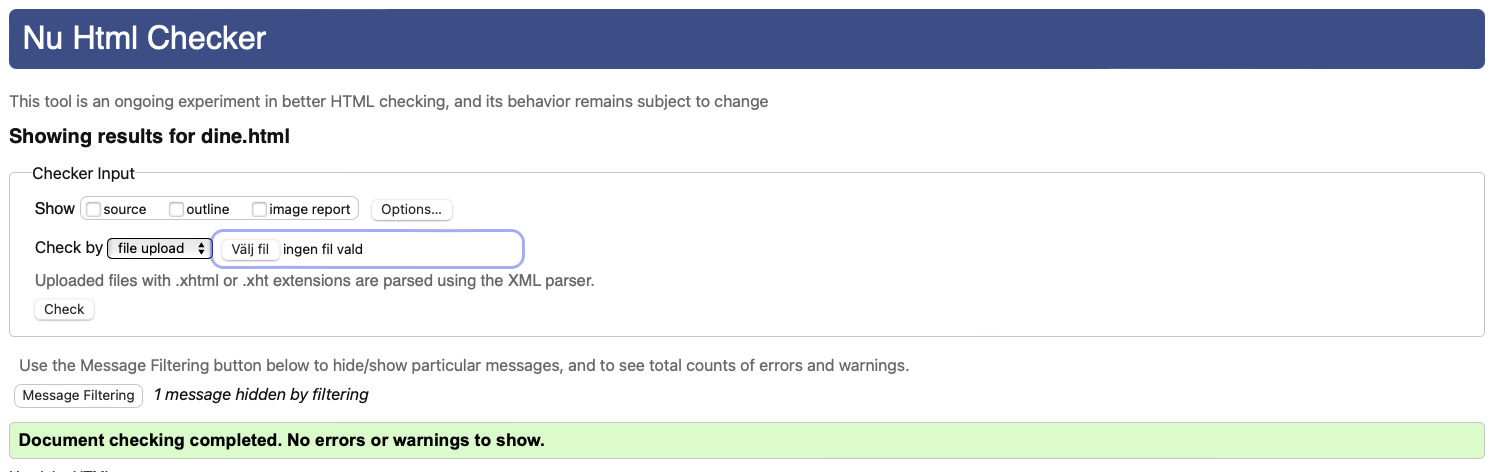 Nu Html Checker
This tool is an ongoing experiment in better HTML checking, and its behavior remains subject to change
Showing results for dine.html
Checker Input
Show source outline image report Options...
Check by file upload Välj fil ingen fil vald
Uploaded files with .xhtml or .xht extensions are parsed using the XML parser.
Check
Use the Message Filtering button below to hide/show particular messages, and to see total counts of errors and warnings.
Message Filtering 1 message hidden by filtering
Document checking completed. No errors or warnings to show.